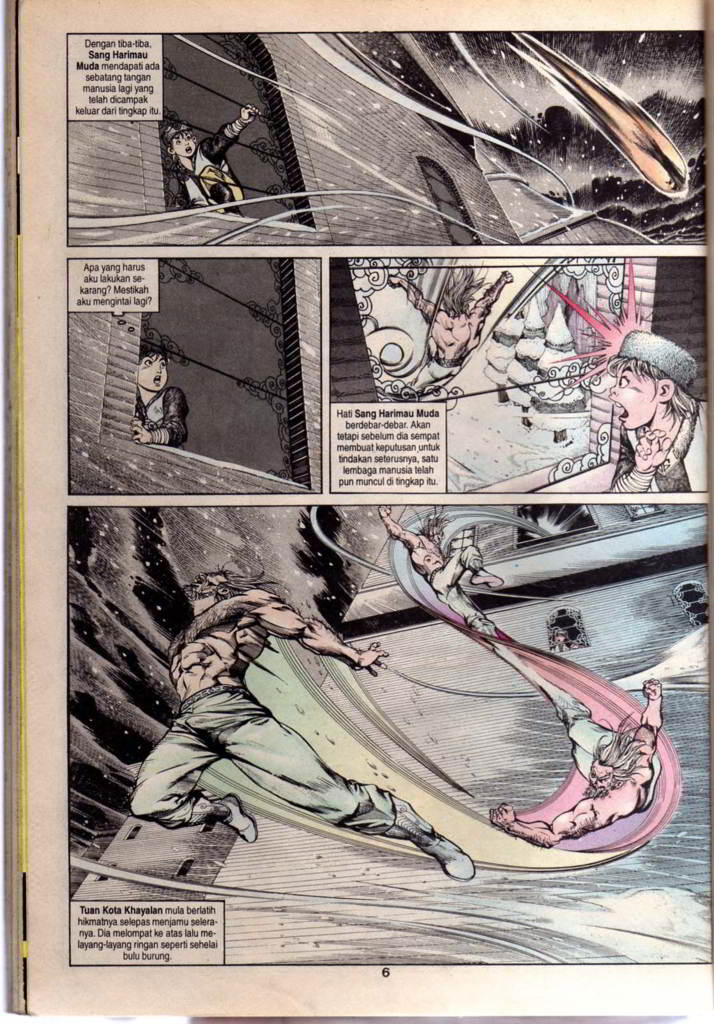 Dengan tiba-tiba,
Sang Harimau
Muda mendapati ada
sebatang tangan
manusia lagi yang
telah dicampak
keluar dari tingkap itu.
Apa yang harus
aku lakukan se-
karang? Mestikah
aku mengintai lagi?
Hati Sang Harimau Muda
berdebar-debar. Akan
tetapi sebelum dia sempat
membuat keputusan untuk
tindakan seterusnya, satu
lembaga manusia telah
pun muncul di tingkap itu.
Tuan Kota Khayalan mula berlatih
hikmatnya selepas menjamu selera-
nya. Dia melompat ke atas lalu me-
layang-layang ringan seperti sehelai
bulu burung.
6